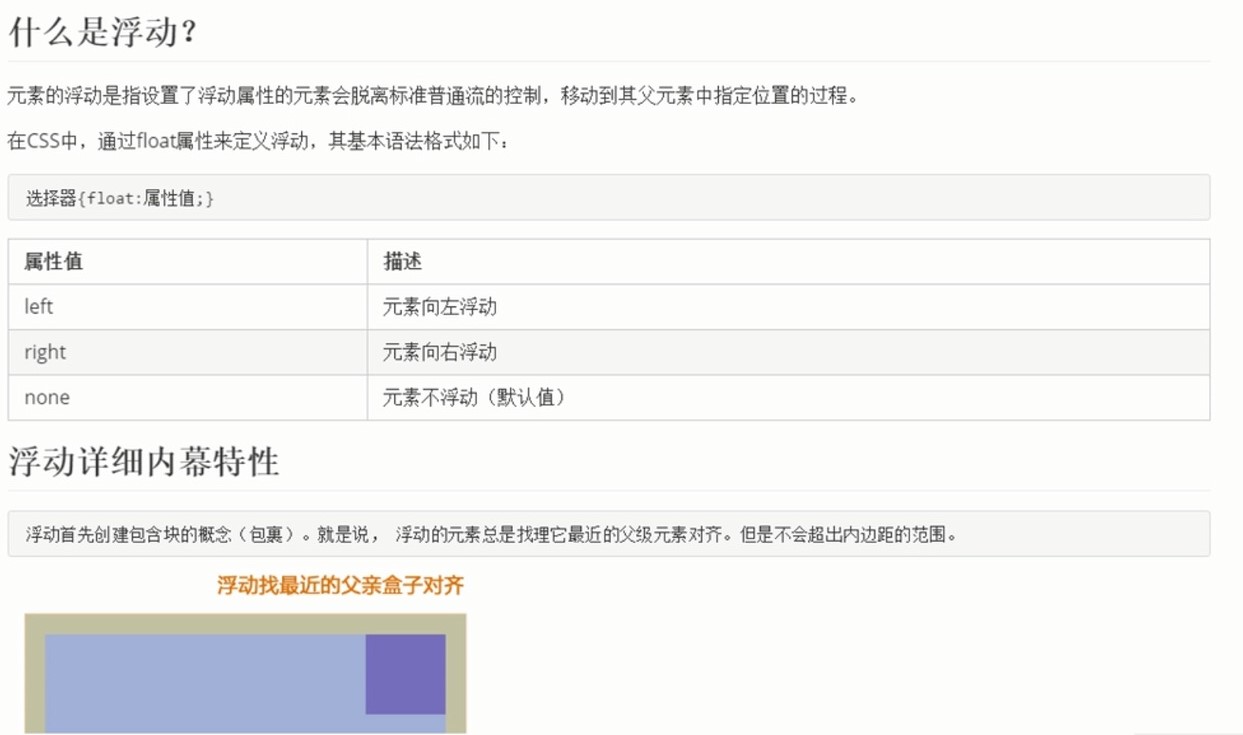 什么是浮动？
元素的浮动是指设置了浮动属性的元素会脱离标准普通流的控制，移动到其父元素中指定位置的过程。
在CSS中，通过float属性来定义浮动，其基本语法格式如下：
选择器{float:属性值;}
属性值 描述
left 元素向左浮动
right 元素向右浮动
none 元素不浮动（默认值）
浮动详细内幕特性
浮动首先创建包含块的概念（包裹）。就是说， 浮动的元素总是找理它最近的父级元素对齐。但是不会超出内边距的范围。
浮动找最近的父亲盒子对齐